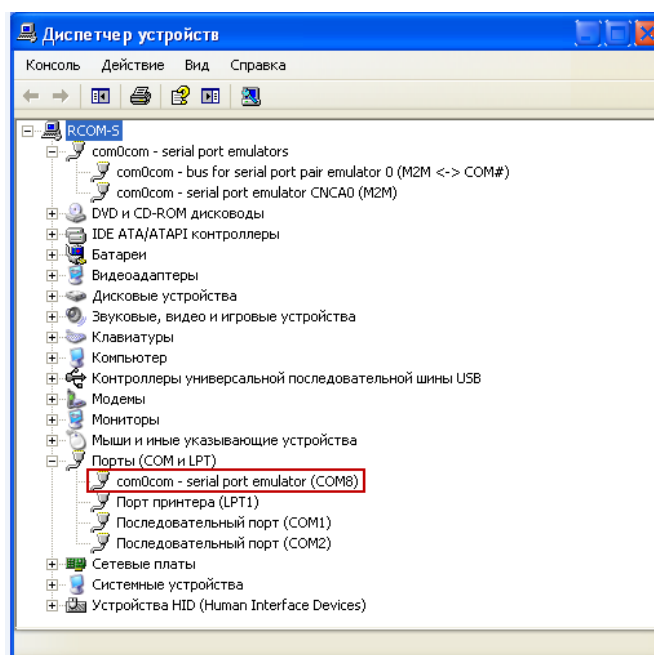 Диспетчер устройств
Консоль Действие Вид Справка
RCOM-S
com0com - serial port emulators
com0com - bus for serial port pair emulator 0 (M2M <-> COM#)
com0com - serial port emulator CNCA0 (M2M)
DVD и CD-ROM дисководы
IDE ATA/ATAPI контроллеры
Батареи
Видеоадаптеры
Дисковые устройства
Звуковые, видео и игровые устройства
Клавиатуры
Компьютер
Контроллеры универсальной последовательной шины USB
Модемы
Мониторы
Мыши и иные указывающие устройства
Порты (COM и LPT)
com0com - serial port emulator (COM8)
Порт принтера (LPT1)
Последовательный порт (COM1)
Последовательный порт (COM2)
Сетевые платы
Системные устройства
Устройства HID (Human Interface Devices)